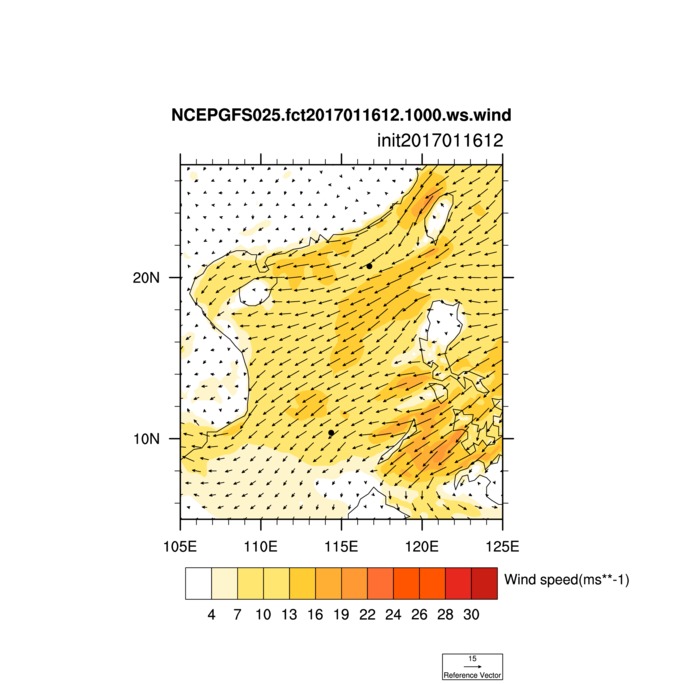 NCEPGFS025.fct2017011612.1000.ws.wind
init2017011612
20N
10N
105E 110E 115E 120E 125E
Wind speed(ms**-1)
4 7 10 13 16 19 22 24 26 28 30
15
Reference Vector